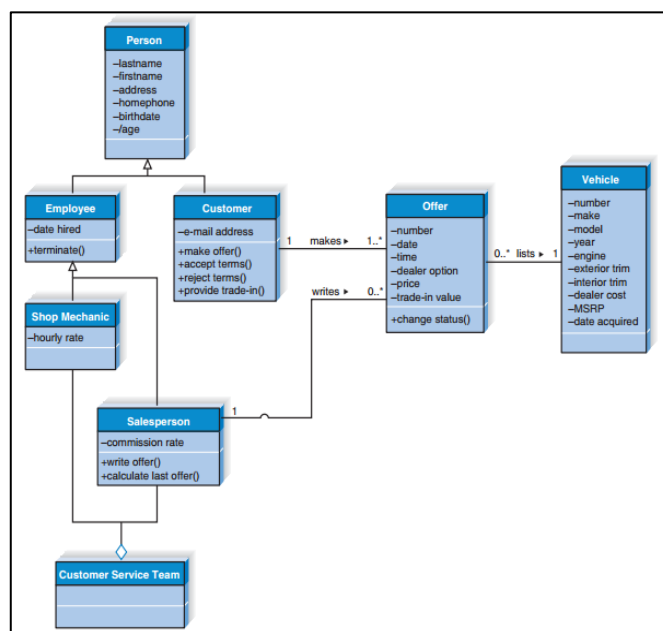 Person
–lastname
–firstname
–address
–homephone
–birthdate
–/age
Employee
–date hired
+terminate()
Customer
–e-mail address
+make offer()
+accept terms()
+reject terms()
+provide trade-in()
1 makes ▸ 1..*
Offer
–number
–date
–time
–dealer option
–price
–trade-in value
+change status()
0..* lists ▸ 1
Vehicle
–number
–make
–model
–year
–engine
–exterior trim
–interior trim
–dealer cost
–MSRP
–date acquired
writes ▸ 0..*
1
Shop Mechanic
–hourly rate
Salesperson
–commission rate
+write offer()
+calculate last offer()
Customer Service Team